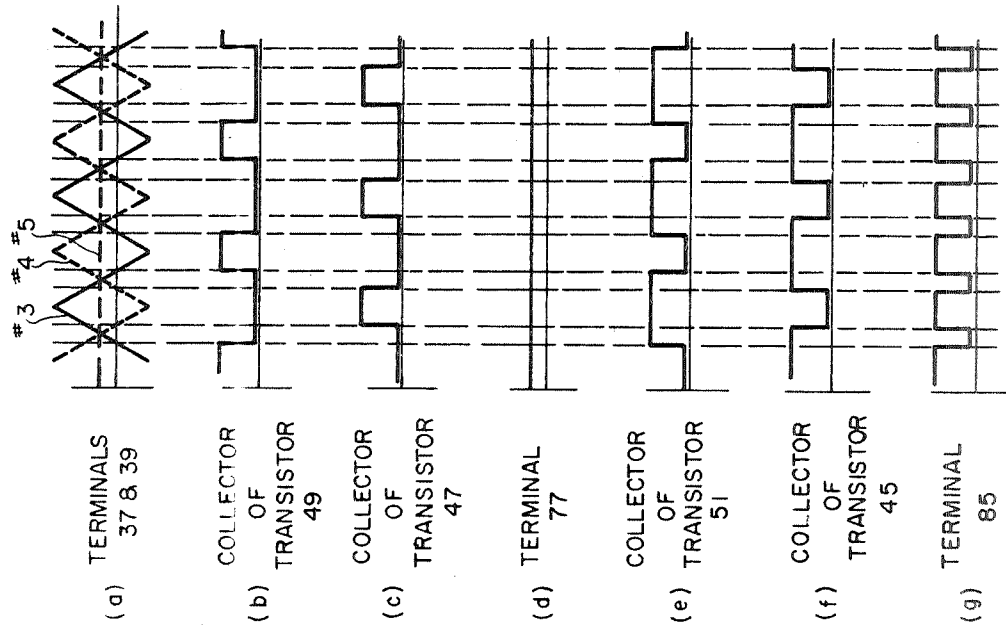 #3
#4
#5
(a)
TERMINALS
37 & 39
(b)
COLLECTOR
OF
TRANSISTOR
49
(c)
COLLECTOR
OF
TRANSISTOR
47
(d)
TERMINAL
77
(e)
COLLECTOR
OF
TRANSISTOR
51
(f)
COLLECTOR
OF
TRANSISTOR
45
(g)
TERMINAL
85